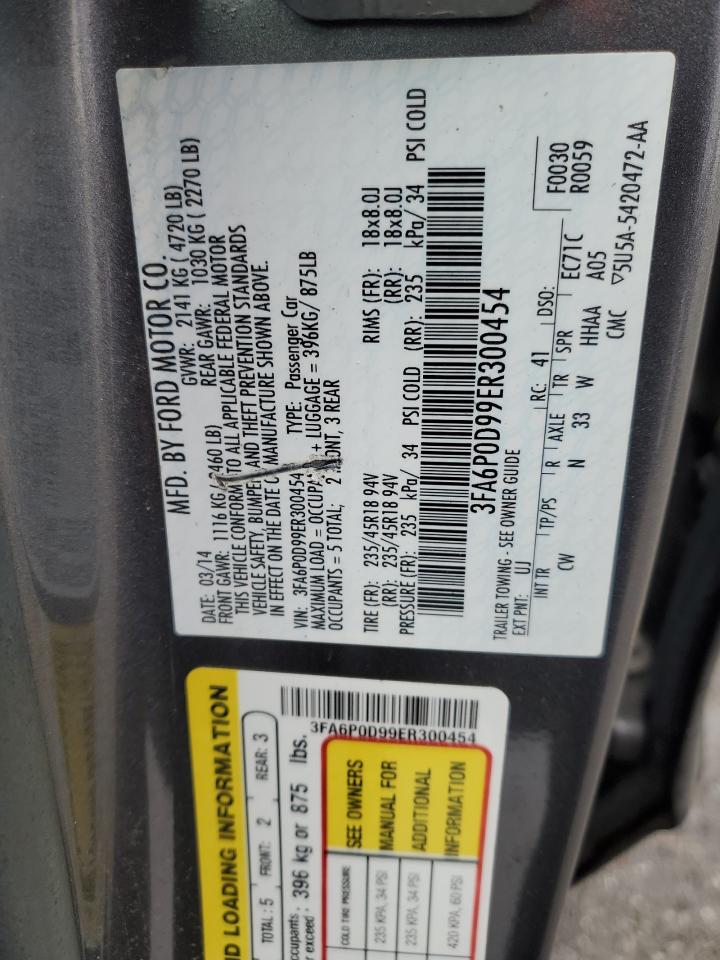 MFD. BY FORD MOTOR CO.
DATE: 03/14 GVWR: 2141 KG ( 4720 LB)
FRONT GAWR: 1116 KG ( 2460 LB) REAR GAWR: 1030 KG ( 2270 LB)
THIS VEHICLE CONFORMS TO ALL APPLICABLE FEDERAL MOTOR
VEHICLE SAFETY, BUMPER, AND THEFT PREVENTION STANDARDS
IN EFFECT ON THE DATE OF MANUFACTURE SHOWN ABOVE.
VIN: 3FA6P0D99ER300454 TYPE: Passenger Car
MAXIMUM LOAD = OCCUPANTS + LUGGAGE = 396KG/ 875LB
OCCUPANTS = 5 TOTAL; 2 FRONT, 3 REAR
TIRE (FR): 235/45R18 94V RIMS (FR): 18x8.0J
(RR): 235/45R18 94V (RR): 18x8.0J
PRESSURE (FR): 235 kPa/ 34 PSI COLD (RR): 235 kPa/ 34 PSI COLD
3FA6P0D99ER300454
TRAILER TOWING - SEE OWNER GUIDE
EXT PNT: UJ RC: 41 DSO: F0030
R0059
INT TR TP/PS R AXLE TR SPR EC71C
CW N 33 W HHAA A05
CMC ▽5U5A-5420472-AA
ND LOADING INFORMATION
TOTAL: 5 FRONT: 2 REAR: 3
ccupants
r exceed: 396 kg or 875 lbs.
3FA6P0D99ER300454
COLD TIRE PRESSURE
235 KPA, 34 PSI
235 KPA, 34 PSI
420 KPA, 60 PSI
SEE OWNERS
MANUAL FOR
ADDITIONAL
INFORMATION